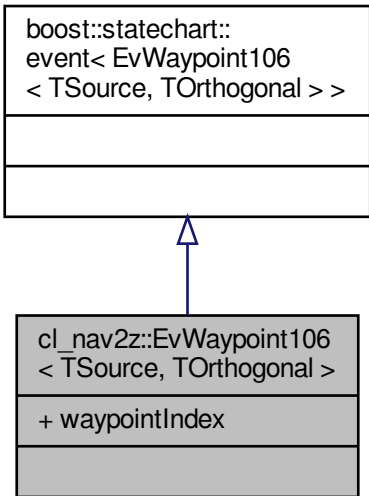 boost::statechart::
event< EvWaypoint106
< TSource, TOrthogonal > >
cl_nav2z::EvWaypoint106
< TSource, TOrthogonal >
+ waypointIndex